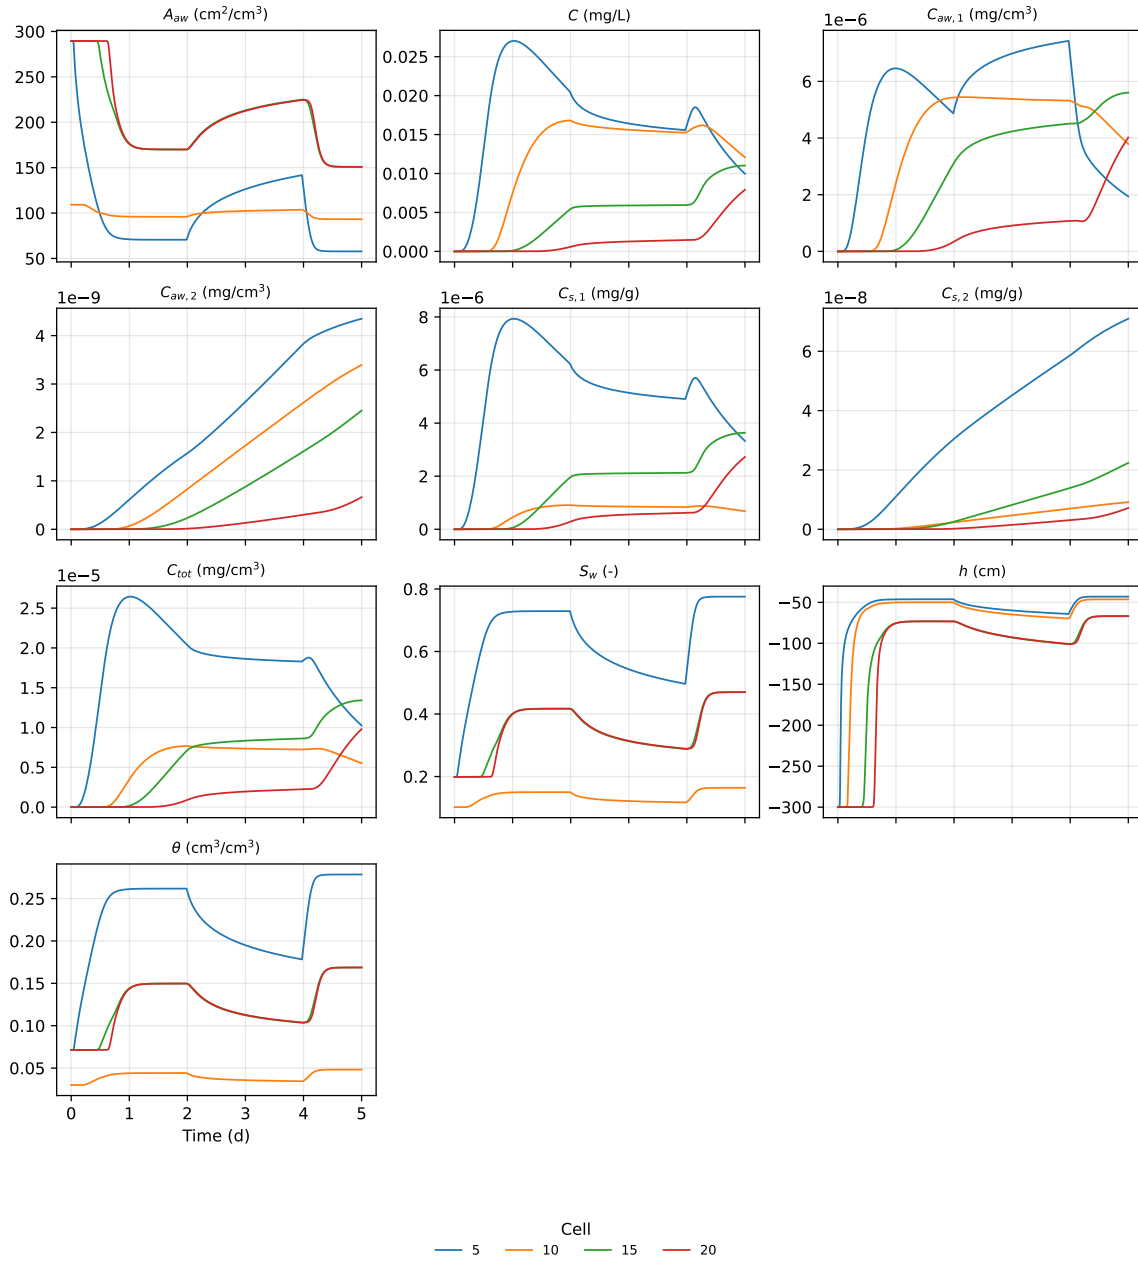 A_aw (cm²/cm³)
300
250
200
150
100
50
C (mg/L)
0.025
0.020
0.015
0.010
0.005
0.000
C_aw,1 (mg/cm³)
1e−6
6
4
2
0
C_aw,2 (mg/cm³)
1e−9
4
3
2
1
0
C_s,1 (mg/g)
1e−6
8
6
4
2
0
C_s,2 (mg/g)
1e−8
6
4
2
0
C_tot (mg/cm³)
1e−5
2.5
2.0
1.5
1.0
0.5
0.0
S_w (-)
0.8
0.6
0.4
0.2
h (cm)
−50
−100
−150
−200
−250
−300
θ (cm³/cm³)
0.25
0.20
0.15
0.10
0.05
0 1 2 3 4 5
Time (d)
Cell
5 10 15 20